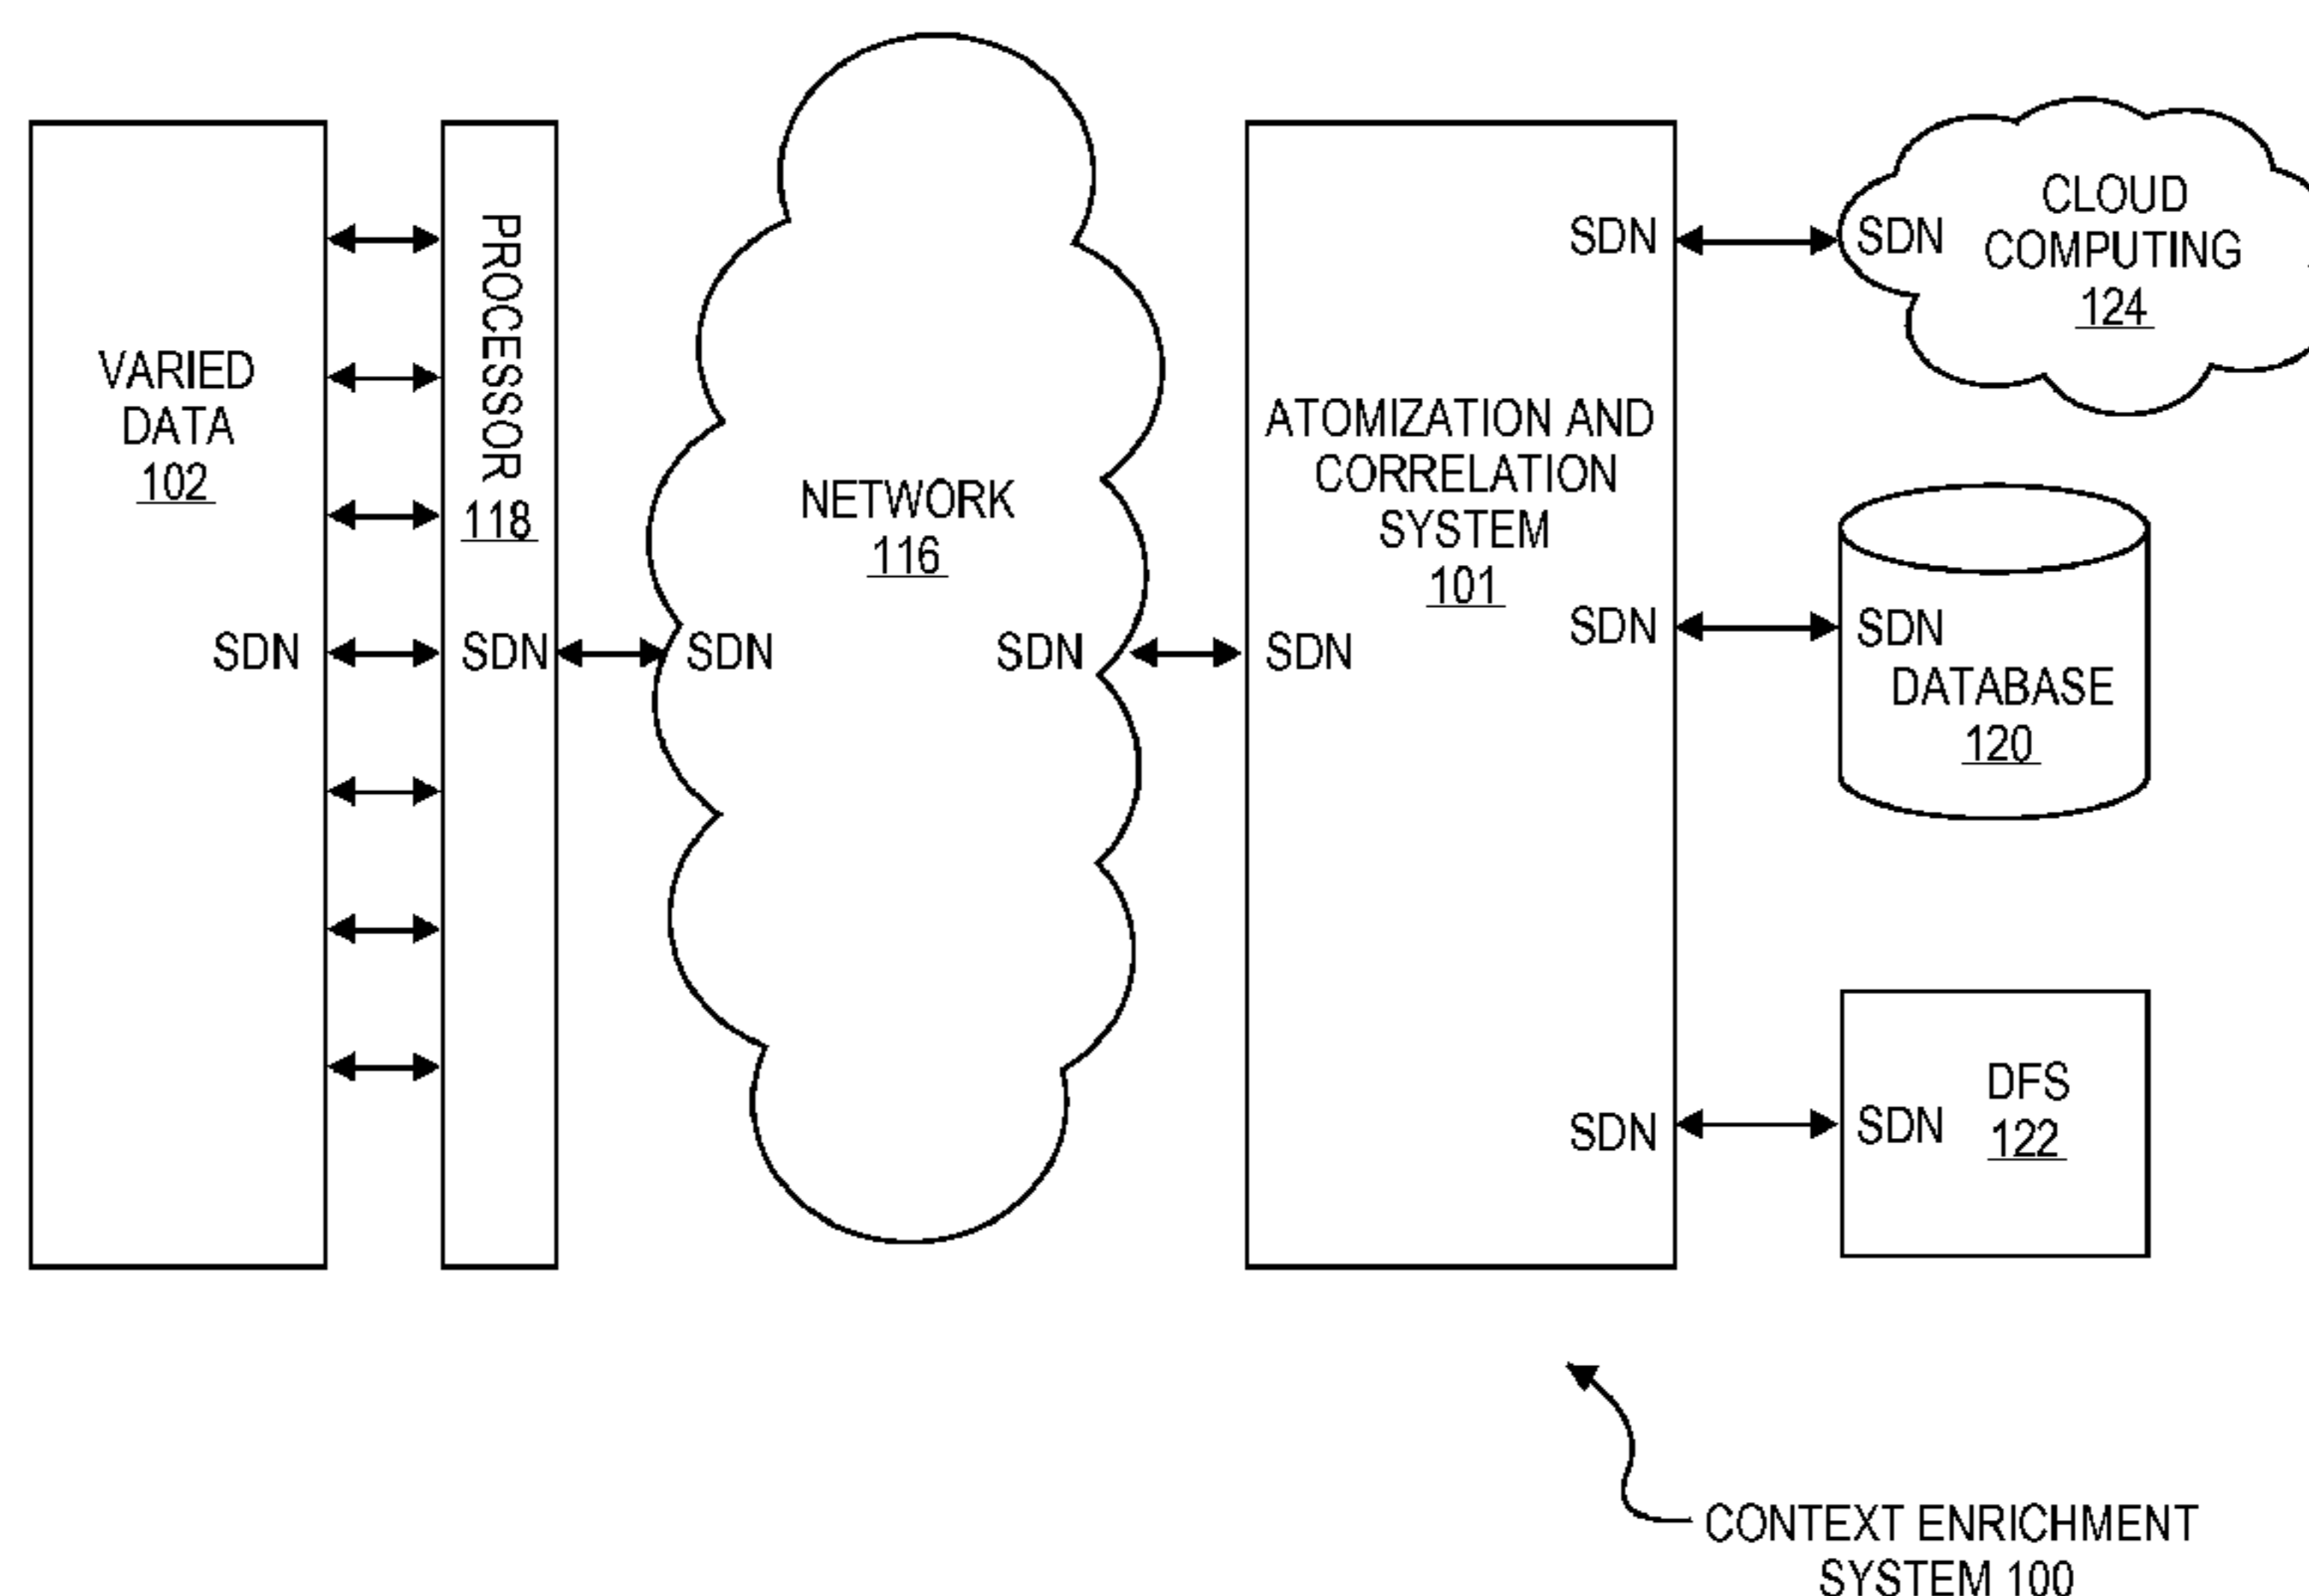 VARIED
DATA
102
SDN
PROCESSOR
118
SDN
NETWORK
116
SDN
SDN
ATOMIZATION AND
CORRELATION
SYSTEM
101
SDN
SDN
SDN
SDN
CLOUD
COMPUTING
SDN
124
SDN
DATABASE
120
DFS
SDN
122
CONTEXT ENRICHMENT
SYSTEM 100